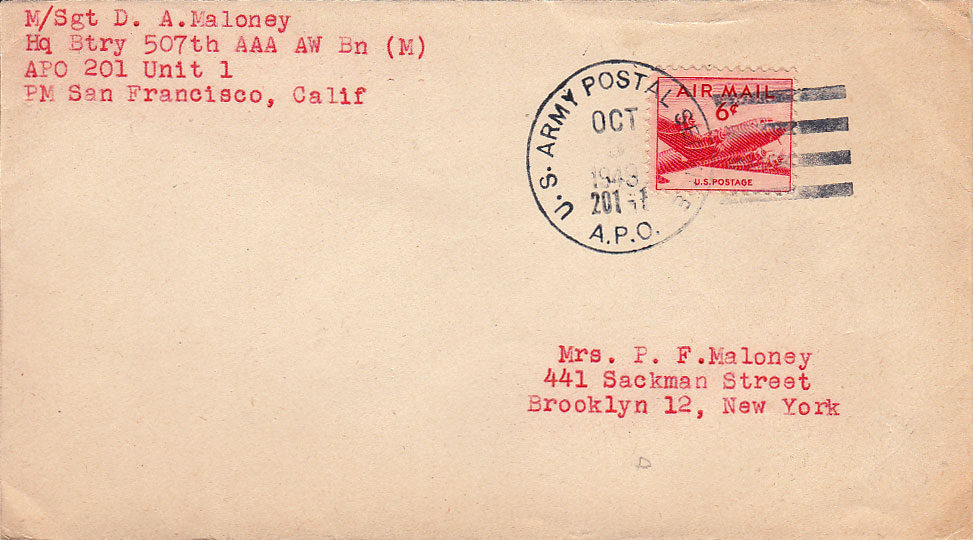 M/Sgt D. A.Maloney
Hq Btry 507th AAA AW Bn (M)
APO 201 Unit 1
PM San Francisco, Calif
U.S. ARMY POSTAL SERVICE
OCT
A.P.O.
AIR MAIL
6¢
U.S.POSTAGE
Mrs. P. F.Maloney
441 Sackman Street
Brooklyn 12, New York